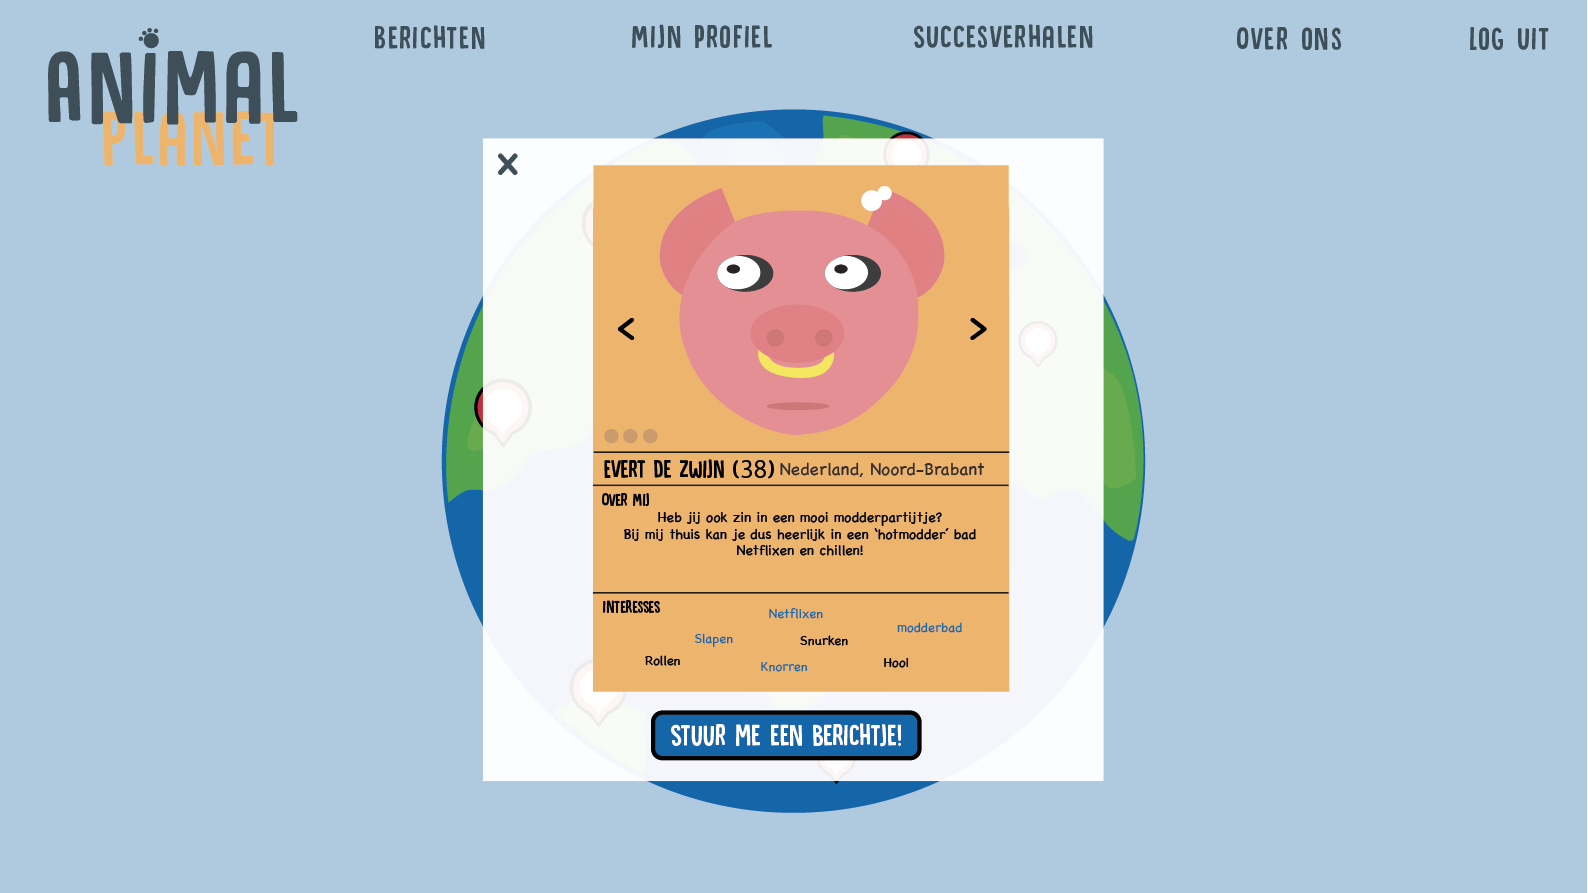 BERICHTEN
MIJN PROFIEL
SUCCESVERHALEN
OVER ONS
LOG UIT
ANIMAL
PLANET
EVERT DE ZWIJN (38) Nederland, Noord-Brabant
OVER MIJ
Heb jij ook zin in een mooi modderpartijtje?
Bij mij thuis kan je dus heerlijk in een ‘hotmodder’ bad
Netflixen en chillen!
INTERESSES
Netflixen
modderbad
Slapen
Snurken
Rollen
Knorren
Hooi
STUUR ME EEN BERICHTJE!